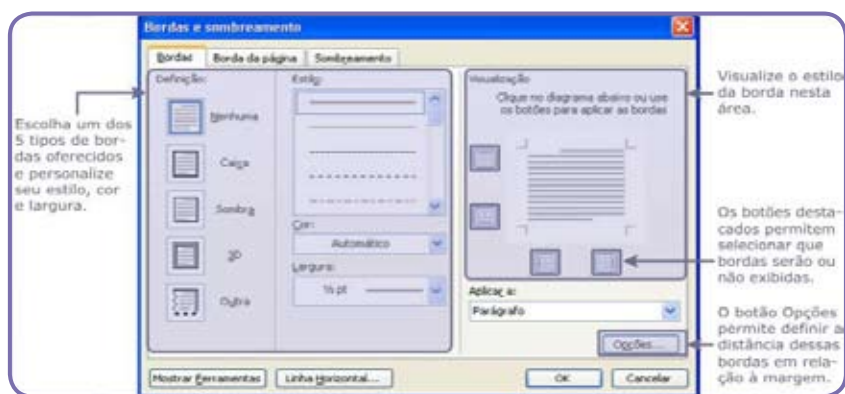 Bordas e sombreamento
Bordas
Borda da página
Sombreamento
Definição:
Nenhuma
Caixa
Sombra
3D
Outra
Estilo:
Cor:
Automático
Largura:
½ pt
Visualização
Clique no diagrama abaixo ou use
os botões para aplicar as bordas
Aplicar a:
Parágrafo
Opções...
Mostrar Ferramentas
Linha Horizontal...
OK
Cancelar
Escolha um dos
5 tipos de bor-
das oferecidos
e personalize
seu estilo, cor
e largura.
Visualize o estilo
da borda nesta
área.
Os botões desta-
cados permitem
selecionar que
bordas serão ou
não exibidas.
O botão Opções
permite definir a
distância dessas
bordas em rela-
ção à margem.